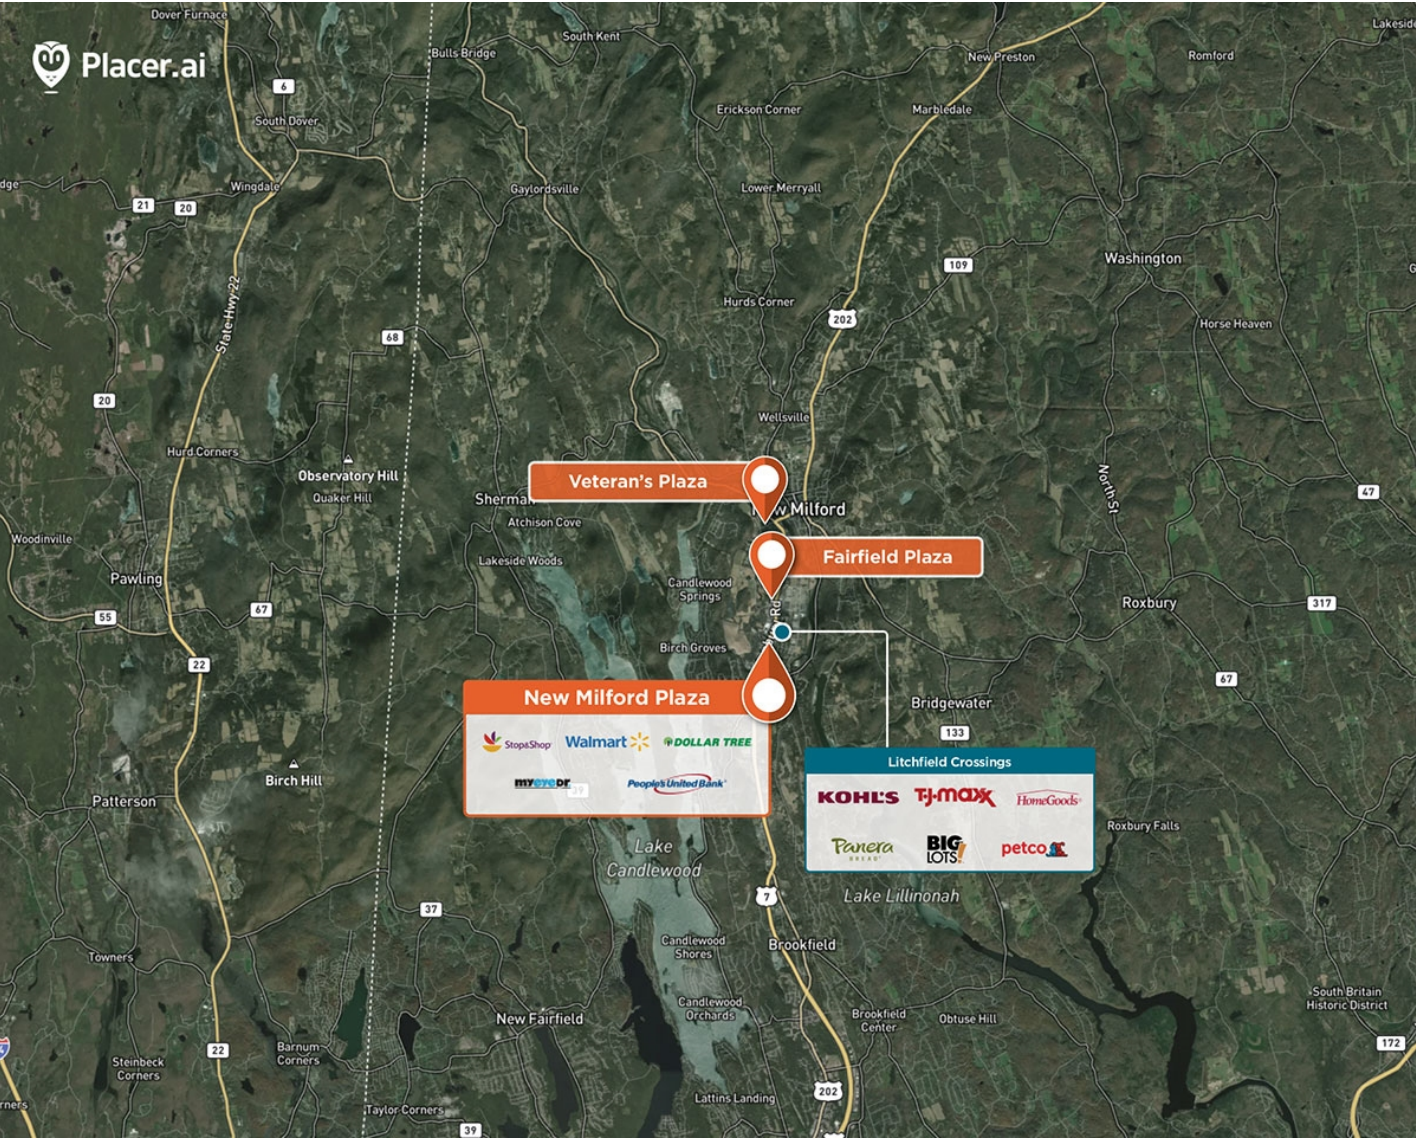 Dover Furnace
South Kent
Lakeside
Bulls Bridge
New Preston
Romford
Placer.ai
6
Erickson Corner
Marbledale
South Dover
Wingdale
Gaylordsville
Lower Merryall
21
20
Washington
109
State Hwy 22
Hurds Corner
202
Horse Heaven
68
20
Wellsville
Hurd Corners
Observatory Hill
Quaker Hill
Veteran's Plaza
North St
47
Sherman
New Milford
Atchison Cove
Woodinville
Lakeside Woods
Fairfield Plaza
Pawling
Candlewood
Springs
55
67
Roxbury
317
Birch Groves
22
67
New Milford Plaza
Bridgewater
133
Stop&Shop
Walmart
DOLLAR TREE
myeyedr
People's United Bank
39
Litchfield Crossings
KOHL'S
T·J·maxx
HomeGoods
Panera
BREAD
BIG
LOTS!
petco
Birch Hill
Patterson
Roxbury Falls
Lake
Candlewood
7
Lake Lillinonah
37
Candlewood
Shores
Brookfield
Towners
Candlewood
Orchards
South Britain
Historic District
New Fairfield
Brookfield
Center
Obtuse Hill
22
Barnum
Corners
172
Steinbeck
Corners
202
Lattins Landing
Taylor Corners
39